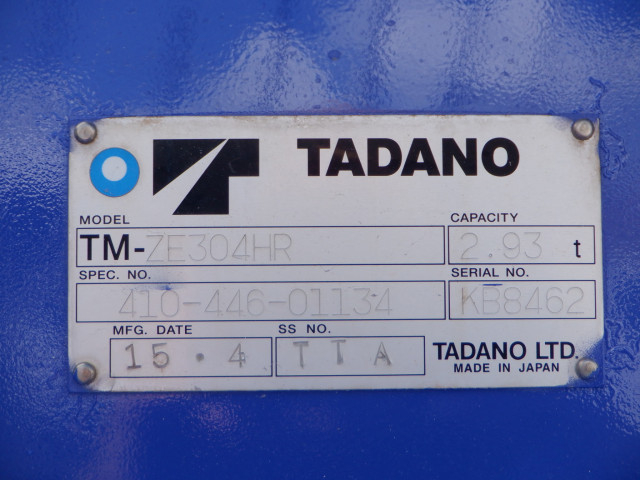 TADANO
MODEL CAPACITY
TM-ZE304HR 2.93 t
SPEC. NO. SERIAL NO.
410-446-01134 KB8462
MFG. DATE SS NO.
15.4 TTA TADANO LTD.
MADE IN JAPAN